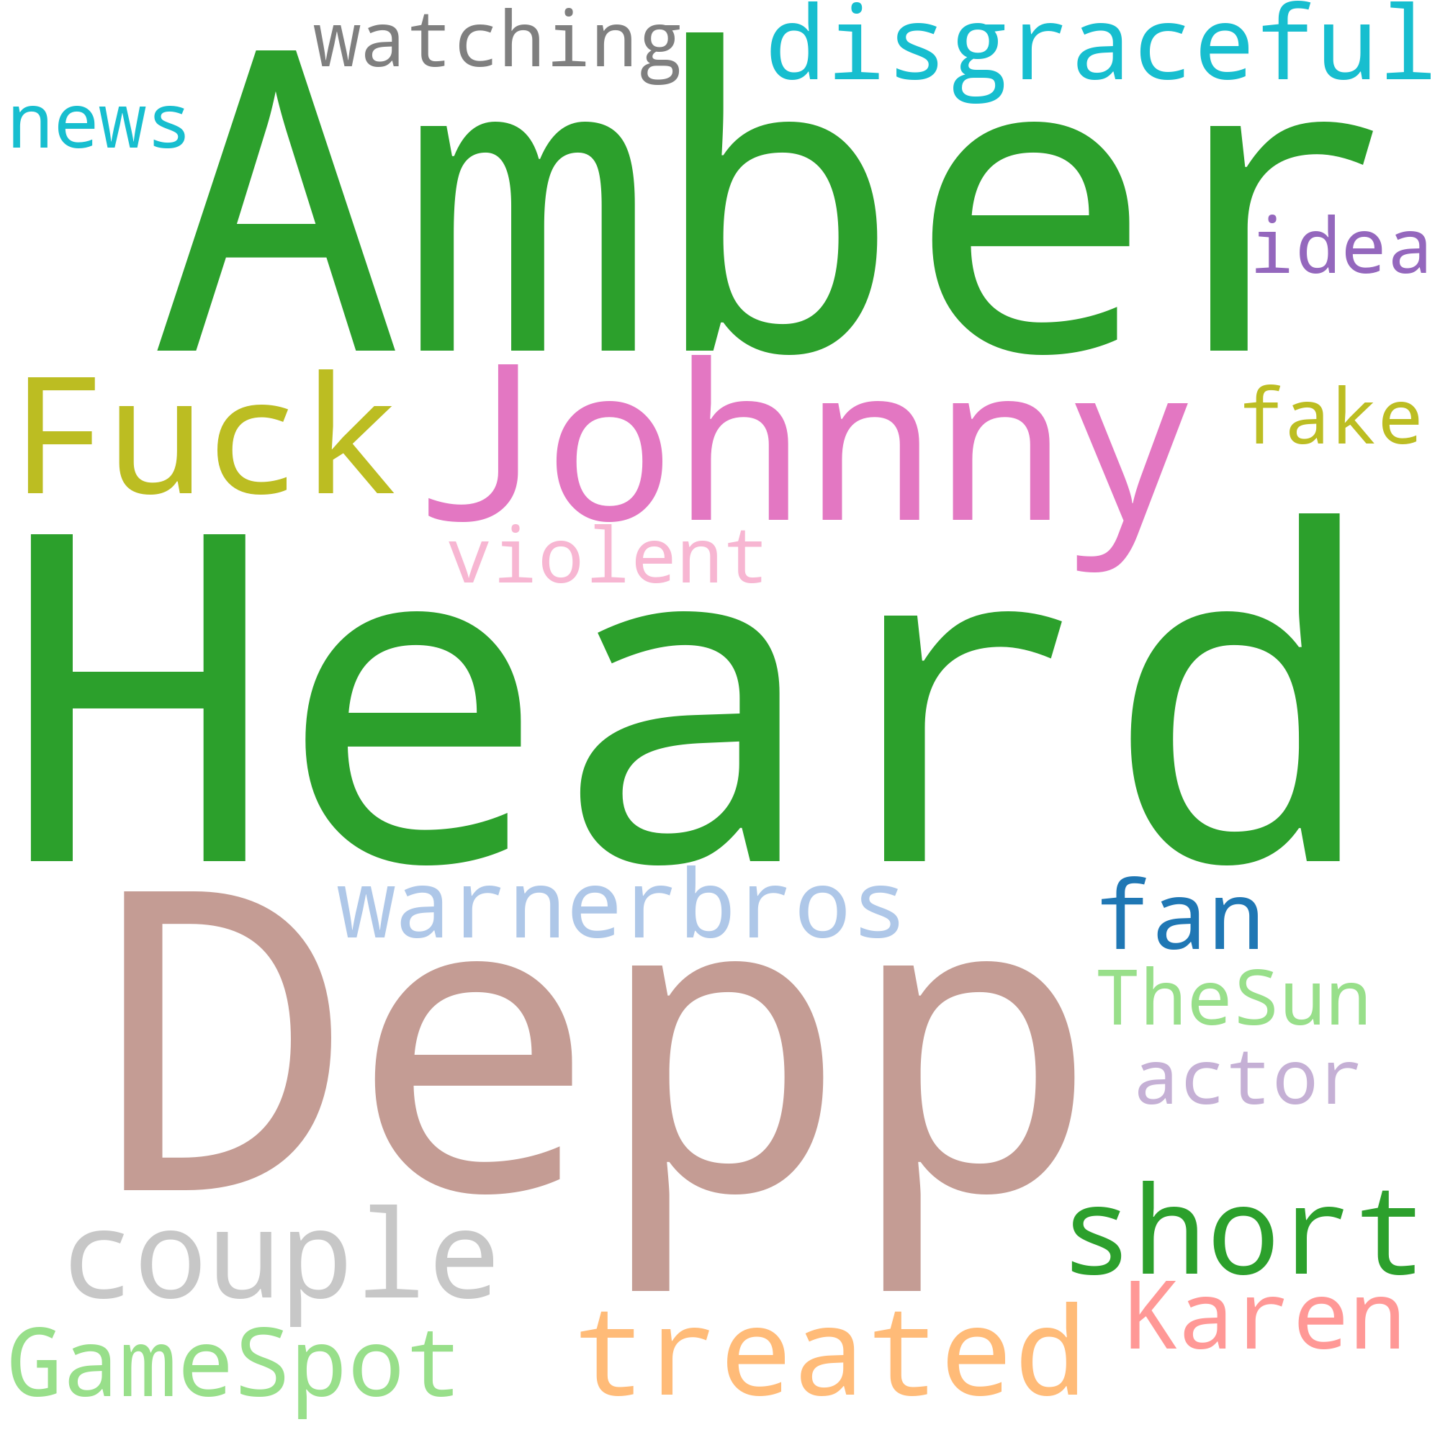 watching disgraceful
news
Amber
idea
Fuck Johnny fake
violent
Heard
warnerbros fan
Depp
TheSun
actor
couple short
Karen
GameSpot treated